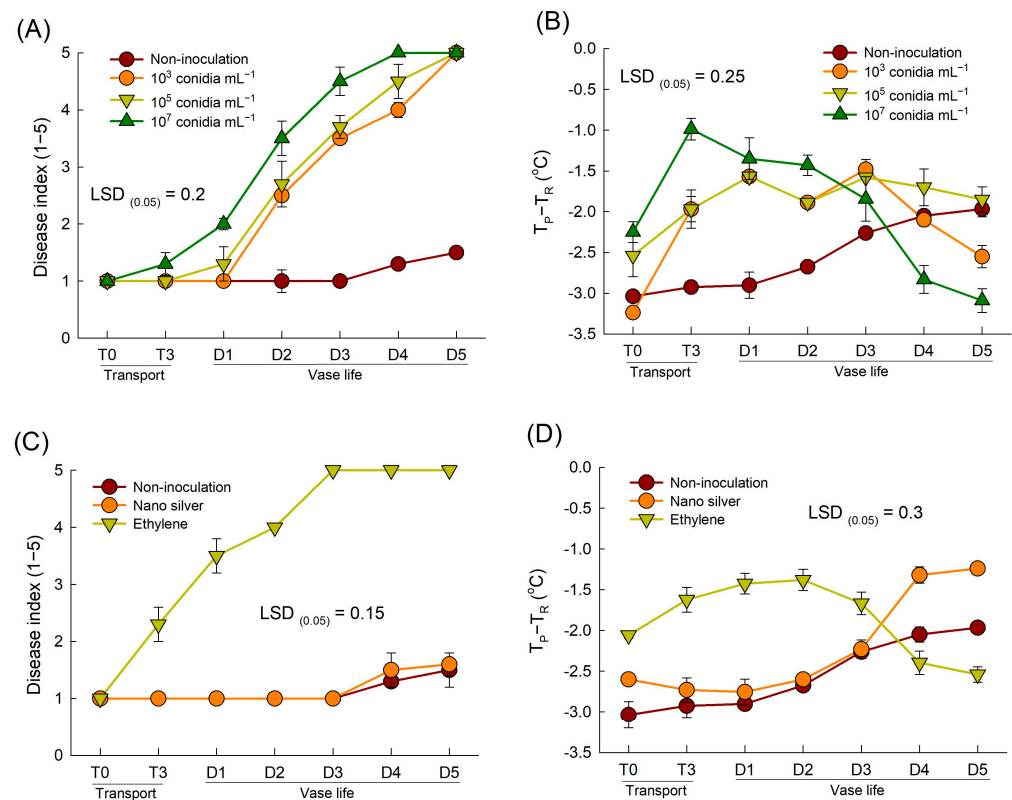 (A)
Non-inoculation
10³ conidia mL⁻¹
10⁵ conidia mL⁻¹
10⁷ conidia mL⁻¹
LSD (0.05) = 0.2
Disease index (1−5)
5
4
3
2
1
0
T0 T3 D1 D2 D3 D4 D5
Transport Vase life
(B)
Non-inoculation
10³ conidia mL⁻¹
10⁵ conidia mL⁻¹
10⁷ conidia mL⁻¹
LSD (0.05) = 0.25
T_P−T_R (°C)
0.0
-0.5
-1.0
-1.5
-2.0
-2.5
-3.0
-3.5
T0 T3 D1 D2 D3 D4 D5
Transport Vase life
(C)
Non-inoculation
Nano silver
Ethylene
LSD (0.05) = 0.15
Disease index (1−5)
5
4
3
2
1
0
T0 T3 D1 D2 D3 D4 D5
Transport Vase life
(D)
Non-inoculation
Nano silver
Ethylene
LSD (0.05) = 0.3
T_P−T_R (°C)
0.0
-0.5
-1.0
-1.5
-2.0
-2.5
-3.0
-3.5
T0 T3 D1 D2 D3 D4 D5
Transport Vase life